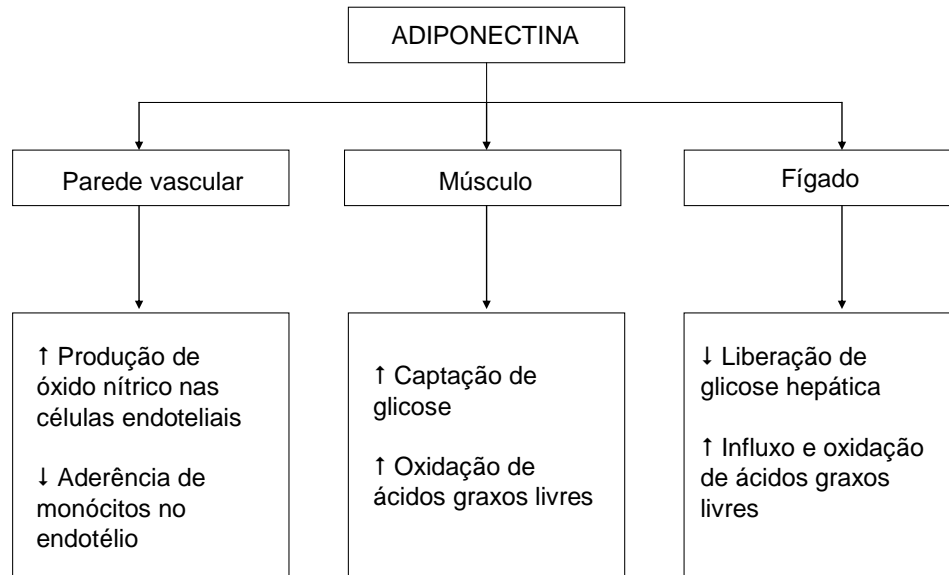 ADIPONECTINA
Parede vascular
Músculo
Fígado
↑ Produção de
óxido nítrico nas
células endoteliais
↓ Aderência de
monócitos no
endotélio
↑ Captação de
glicose
↑ Oxidação de
ácidos graxos livres
↓ Liberação de
glicose hepática
↑ Influxo e oxidação
de ácidos graxos
livres